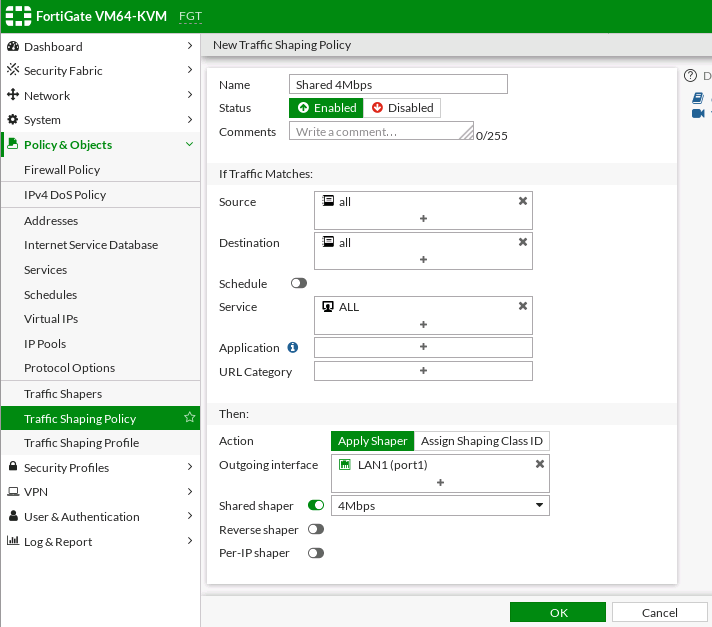 FortiGate VM64-KVM FGT
Dashboard
Security Fabric
Network
System
Policy & Objects
Firewall Policy
IPv4 DoS Policy
Addresses
Internet Service Database
Services
Schedules
Virtual IPs
IP Pools
Protocol Options
Traffic Shapers
Traffic Shaping Policy
Traffic Shaping Profile
Security Profiles
VPN
User & Authentication
Log & Report
New Traffic Shaping Policy
Name Shared 4Mbps
Status Enabled Disabled
Comments Write a comment... 0/255
If Traffic Matches:
Source all
Destination all
Schedule
Service ALL
Application
URL Category
Then:
Action Apply Shaper Assign Shaping Class ID
Outgoing interface LAN1 (port1)
Shared shaper 4Mbps
Reverse shaper
Per-IP shaper
OK Cancel